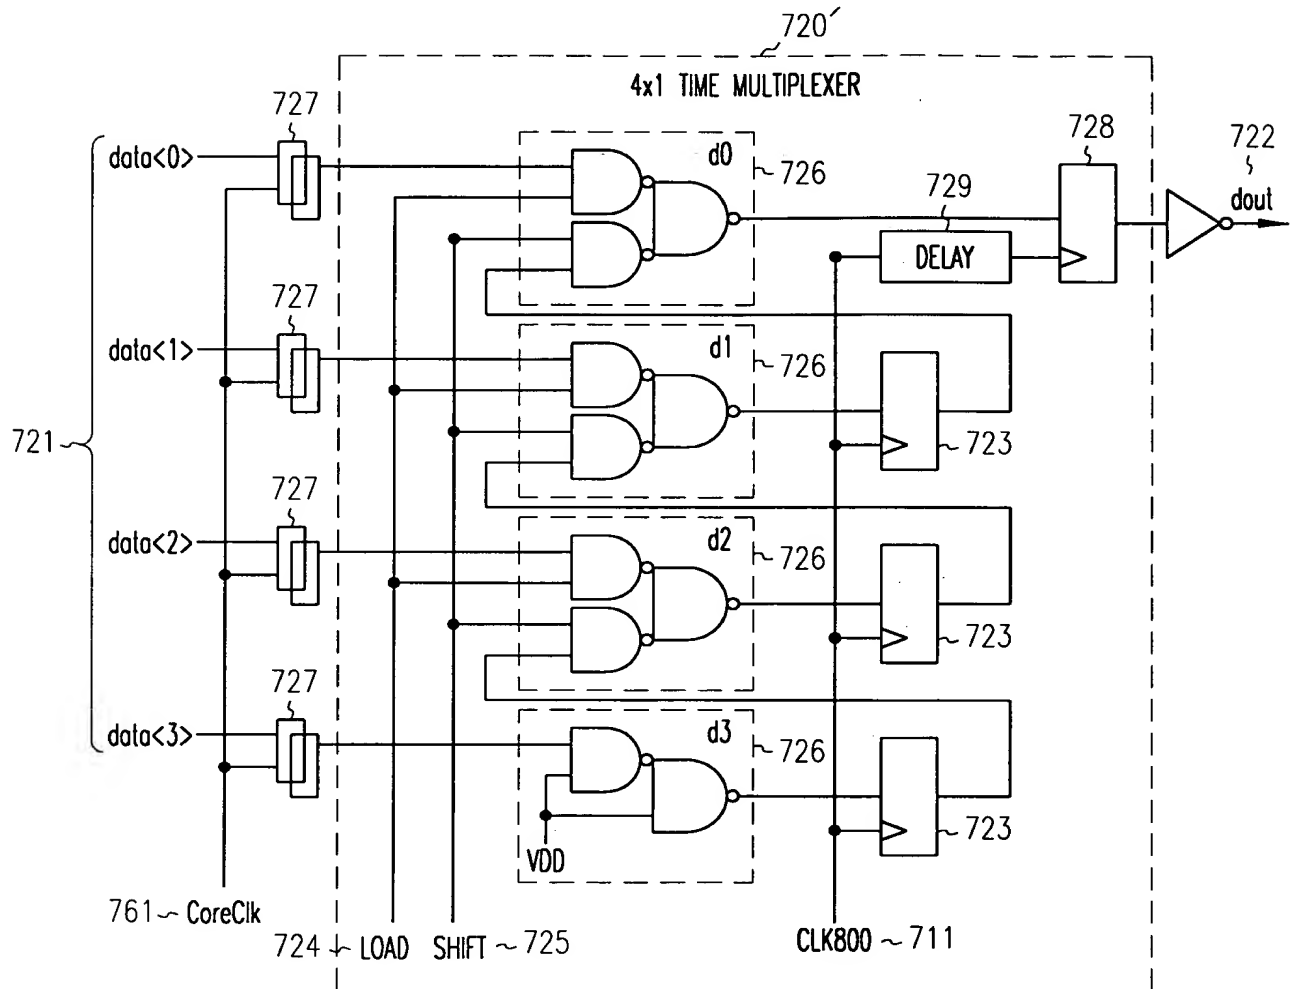 720′
4x1 TIME MULTIPLEXER
727
data<0>
d0
726
728
722
729
dout
DELAY
727
data<1>
d1
726
721
723
727
data<2>
d2
726
723
727
data<3>
d3
726
723
VDD
761 CoreClk
724 LOAD SHIFT 725
CLK800 711